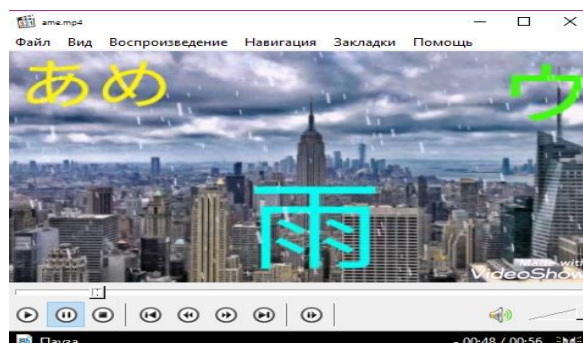 ame.mp4
Файл Вид Воспроизведение Навигация Закладки Помощь
あめ
ウ
雨
Made with
VideoShow
Пауза
00:48 / 00:56